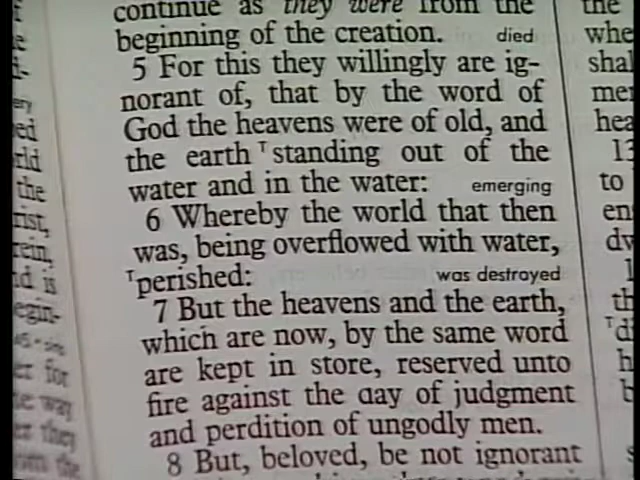 continue as they were from the
beginning of the creation. died
5 For this they willingly are ig-
norant of, that by the word of
God the heavens were of old, and
the earth ᵀstanding out of the
water and in the water: emerging
6 Whereby the world that then
was, being overflowed with water,
ᵀperished: was destroyed
7 But the heavens and the earth,
which are now, by the same word
are kept in store, reserved unto
fire against the day of judgment
and perdition of ungodly men.
8 But, beloved, be not ignorant